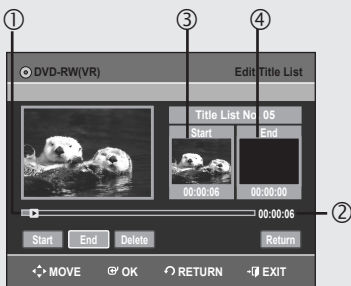 ① ③ ④
DVD-RW(VR) Edit Title List
Title List No. 05
Start End
00:00:06 00:00:00
00:00:06 ②
Start End Delete Return
MOVE OK RETURN EXIT